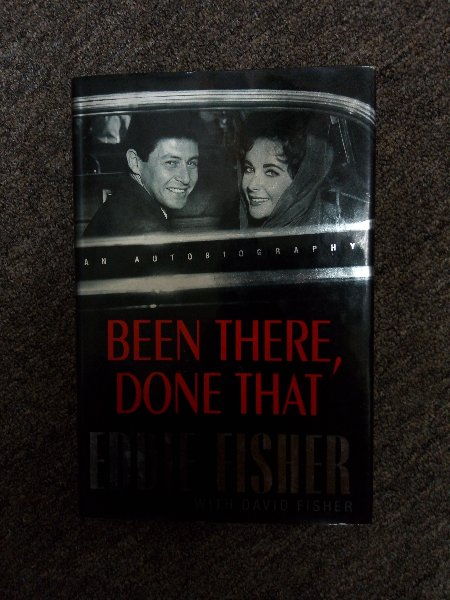 AN AUTOBIOGRAPHY
BEEN THERE,
DONE THAT
EDDIE FISHER
WITH DAVID FISHER